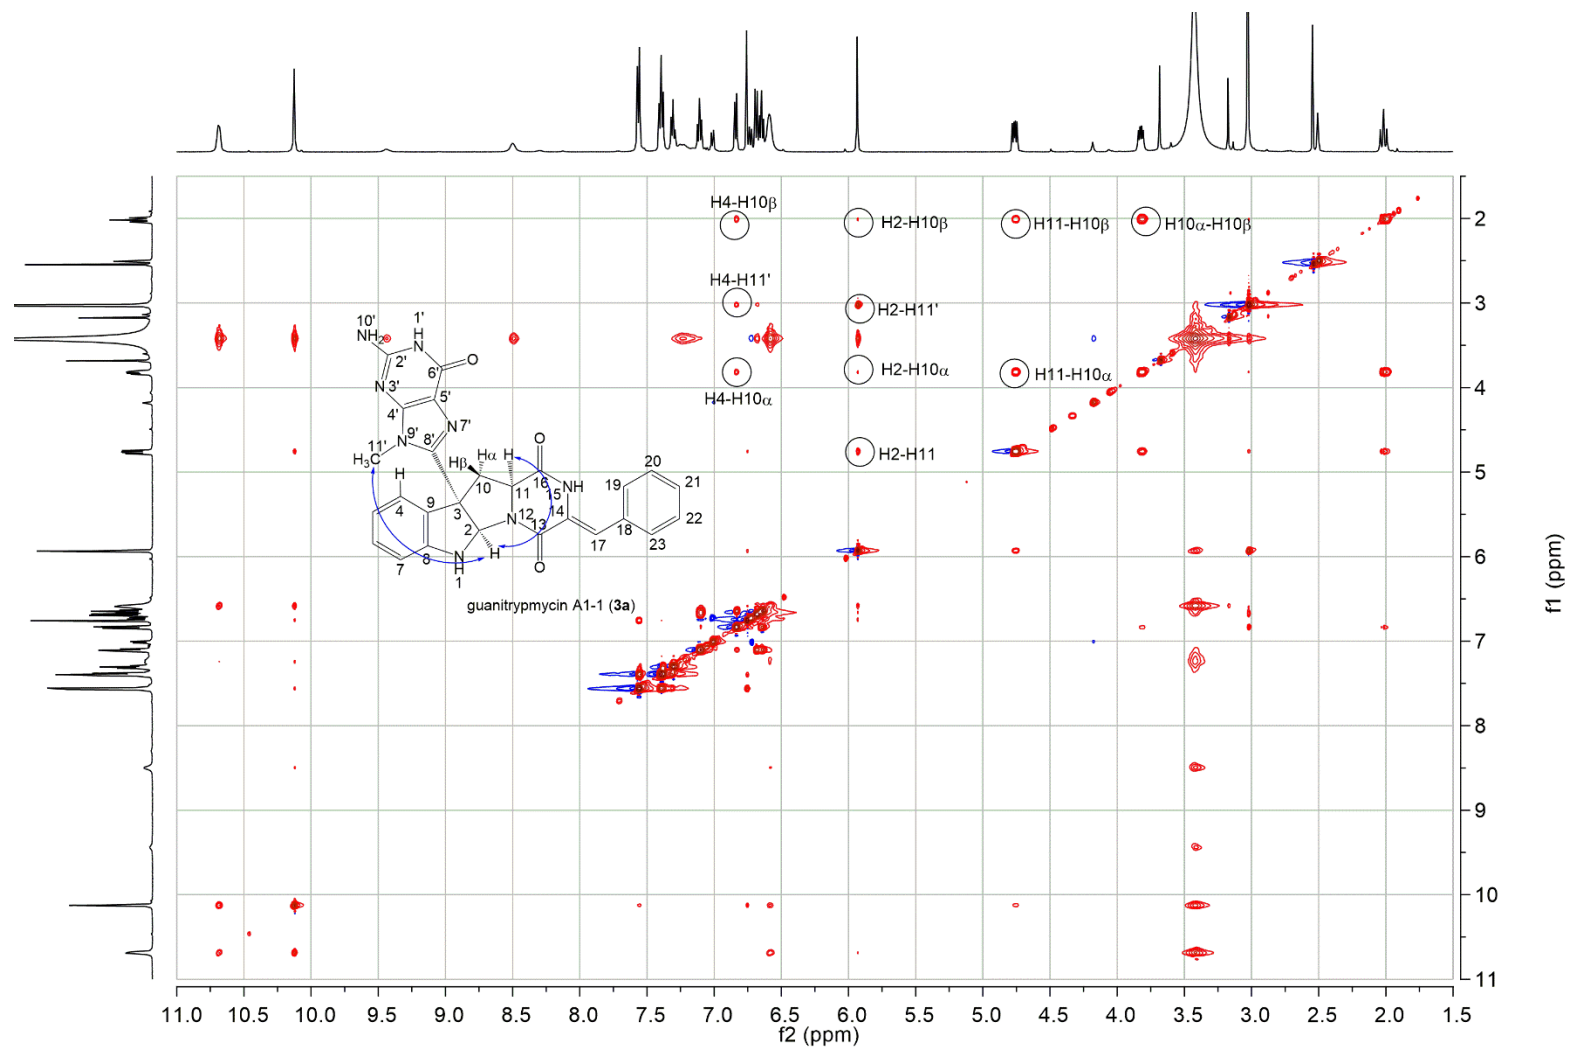 H4-H10β
H2-H10β
H11-H10β
H10α-H10β
2
H4-H11'
H2-H11'
3
10'
1'
NH2
H
N
2'
O
6'
H2-H10α
H11-H10α
N
3'
H4-H10α
4
5'
4'
N
7'
9'
N
8'
11'
H3C
Hα
H
O
Hβ
H2-H11
20
H
10
16
NH
19
21
5
11
15
4
9
3
N
12
14
22
2
13
18
N
H
17
23
7
8
H
O
1
6
guanitrypmycin A1-1 (3a)
f1 (ppm)
7
8
9
10
11
11.0 10.5 10.0 9.5 9.0 8.5 8.0 7.5 7.0 6.5 6.0 5.5 5.0 4.5 4.0 3.5 3.0 2.5 2.0 1.5
f2 (ppm)